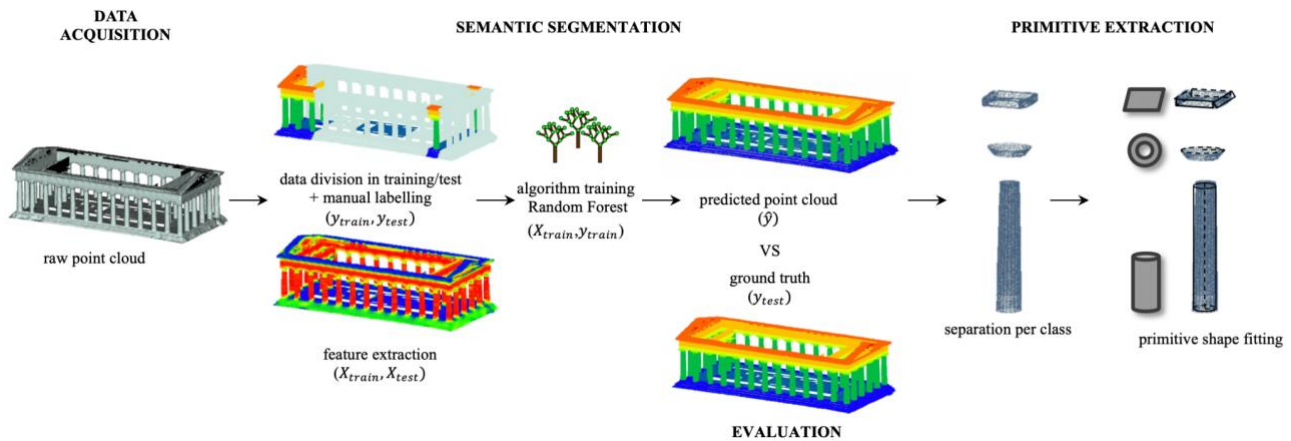 DATA
ACQUISITION
SEMANTIC SEGMENTATION
PRIMITIVE EXTRACTION
raw point cloud
data division in training/test
+ manual labelling
(y_train, y_test)
feature extraction
(X_train, X_test)
algorithm training
Random Forest
(X_train,y_train)
predicted point cloud
(ŷ)
VS
ground truth
(y_test)
EVALUATION
separation per class
primitive shape fitting